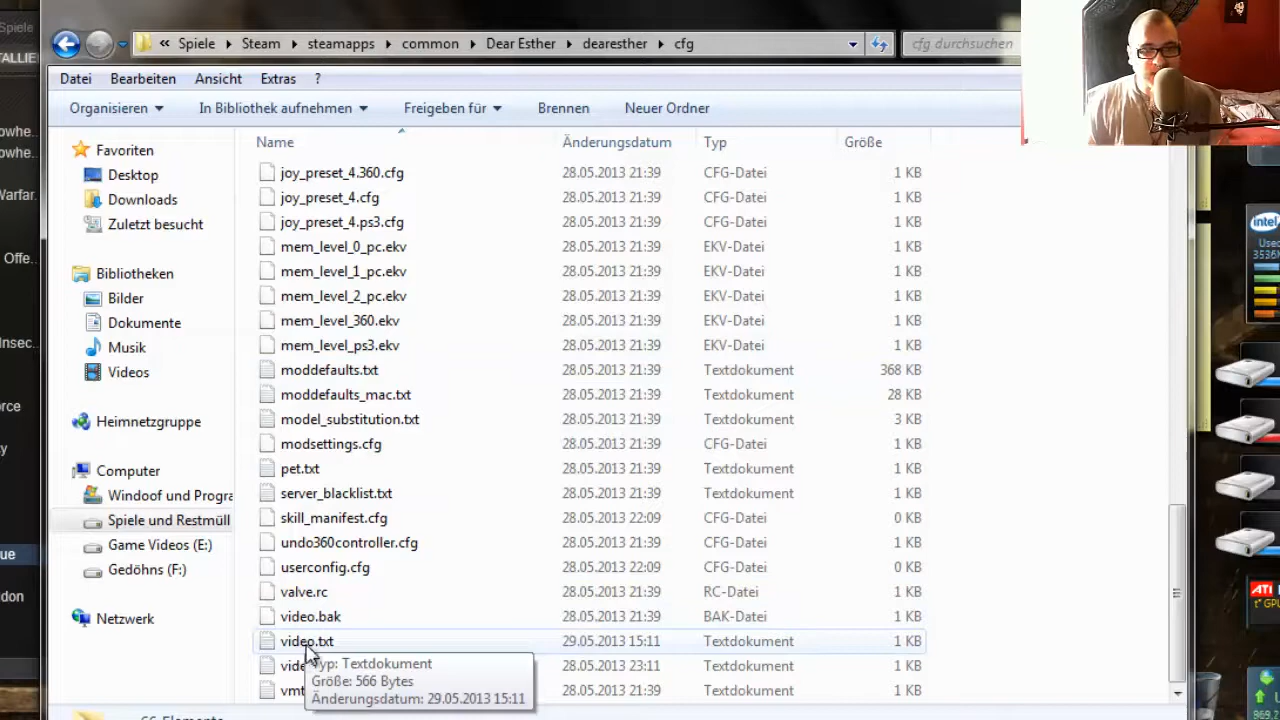 Spiele
« Spiele Steam steamapps common Dear Esther dearesther cfg
cfg durchsuchen
Datei Bearbeiten Ansicht Extras ?
Organisieren In Bibliothek aufnehmen Freigeben für Brennen Neuer Ordner
Name Änderungsdatum Typ Größe
Favoriten
Desktop
Downloads
Zuletzt besucht
Bibliotheken
Bilder
Dokumente
Musik
Videos
Heimnetzgruppe
Computer
Windoof und Progra
Spiele und Restmüll
Game Videos (E:)
Gedöhns (F:)
Netzwerk
joy_preset_4.360.cfg 28.05.2013 21:39 CFG-Datei 1 KB
joy_preset_4.cfg 28.05.2013 21:39 CFG-Datei 1 KB
joy_preset_4.ps3.cfg 28.05.2013 21:39 CFG-Datei 1 KB
mem_level_0_pc.ekv 28.05.2013 21:39 EKV-Datei 1 KB
mem_level_1_pc.ekv 28.05.2013 21:39 EKV-Datei 1 KB
mem_level_2_pc.ekv 28.05.2013 21:39 EKV-Datei 1 KB
mem_level_360.ekv 28.05.2013 21:39 EKV-Datei 1 KB
mem_level_ps3.ekv 28.05.2013 21:39 EKV-Datei 1 KB
moddefaults.txt 28.05.2013 21:39 Textdokument 368 KB
moddefaults_mac.txt 28.05.2013 21:39 Textdokument 28 KB
model_substitution.txt 28.05.2013 21:39 Textdokument 3 KB
modsettings.cfg 28.05.2013 21:39 CFG-Datei 1 KB
pet.txt 28.05.2013 21:39 Textdokument 1 KB
server_blacklist.txt 28.05.2013 21:39 Textdokument 1 KB
skill_manifest.cfg 28.05.2013 22:09 CFG-Datei 0 KB
undo360controller.cfg 28.05.2013 21:39 CFG-Datei 1 KB
userconfig.cfg 28.05.2013 22:09 CFG-Datei 0 KB
valve.rc 28.05.2013 21:39 RC-Datei 1 KB
video.bak 28.05.2013 21:39 BAK-Datei 1 KB
video.txt 29.05.2013 15:11 Textdokument 1 KB
28.05.2013 23:11 Textdokument 1 KB
28.05.2013 21:39 Textdokument 1 KB
Typ: Textdokument
Größe: 566 Bytes
Änderungsdatum: 29.05.2013 15:11
intel
ATI